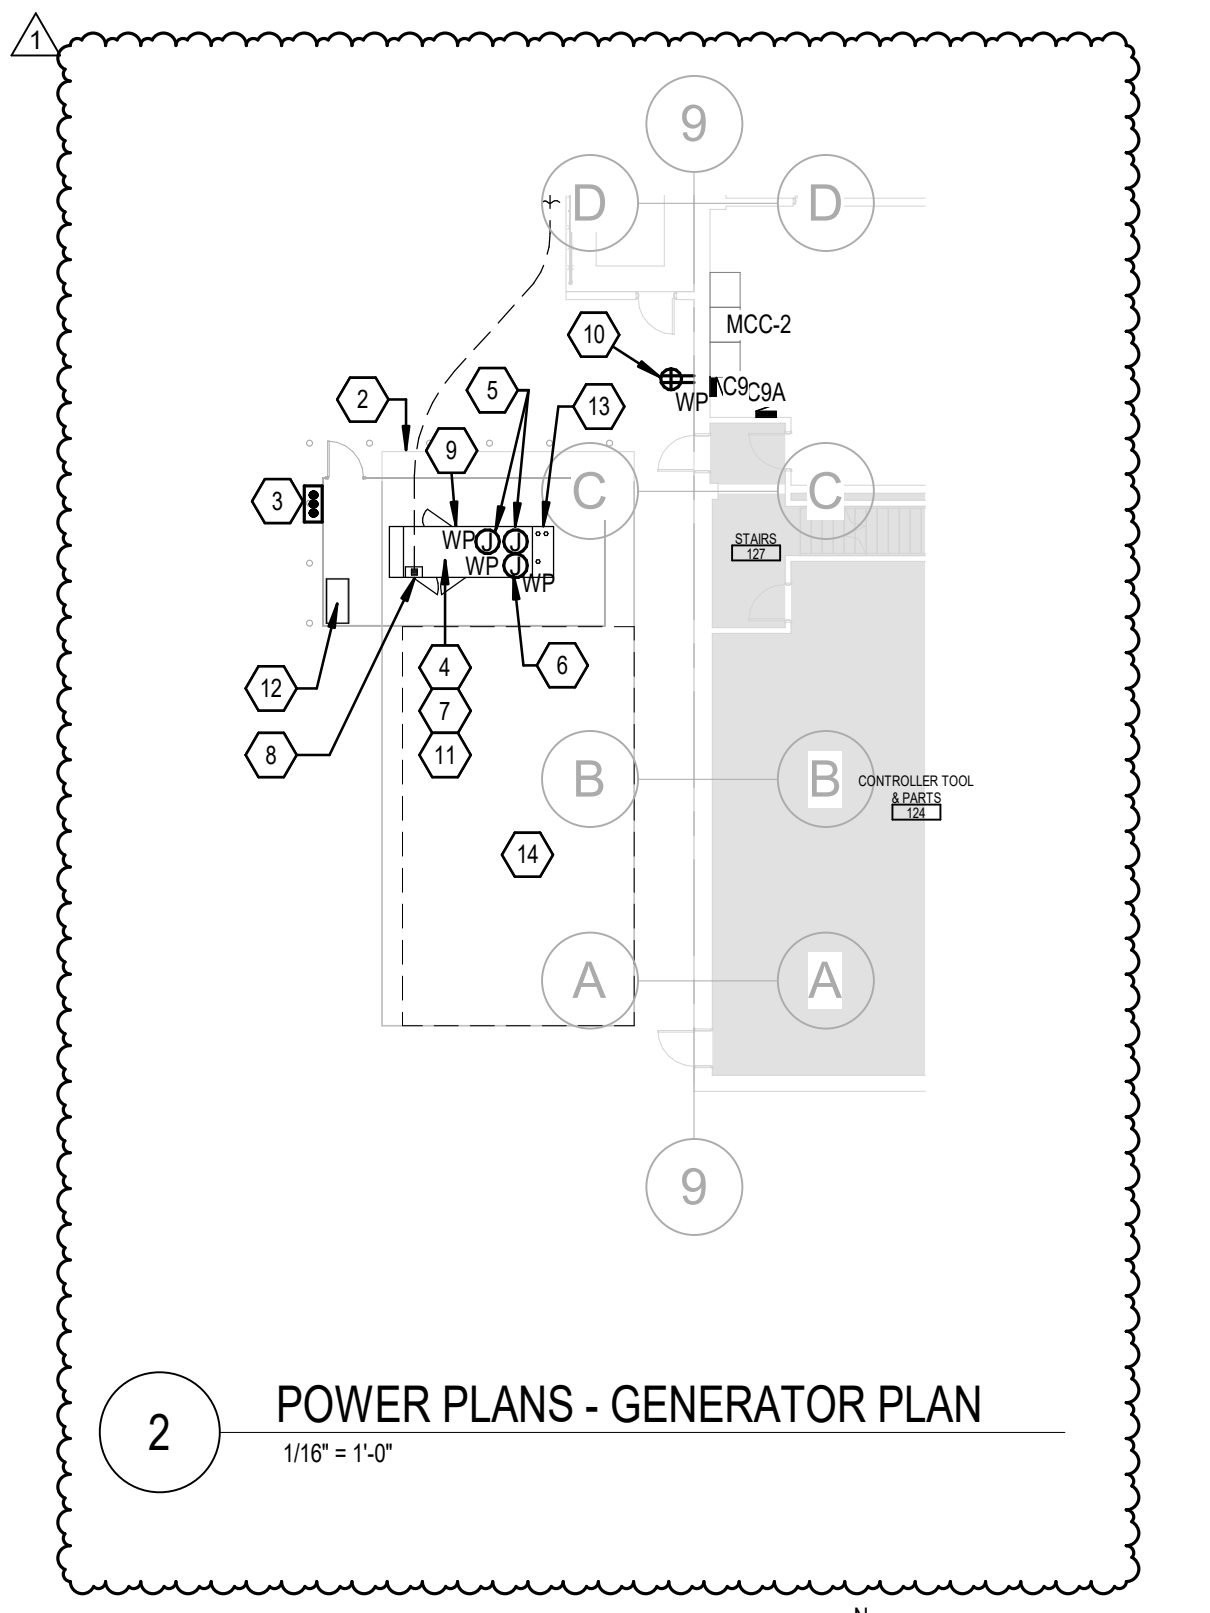 1
9
D
D
10
MCC-2
5
13
2
AC9
C9A
WP
9
C
C
3
WP
J
J
WP
J
WP
STAIRS
127
4
6
12
7
8
11
B
B
CONTROLLER TOOL
& PARTS
124
14
A
A
9
2
POWER PLANS - GENERATOR PLAN
1/16" = 1'-0"
N